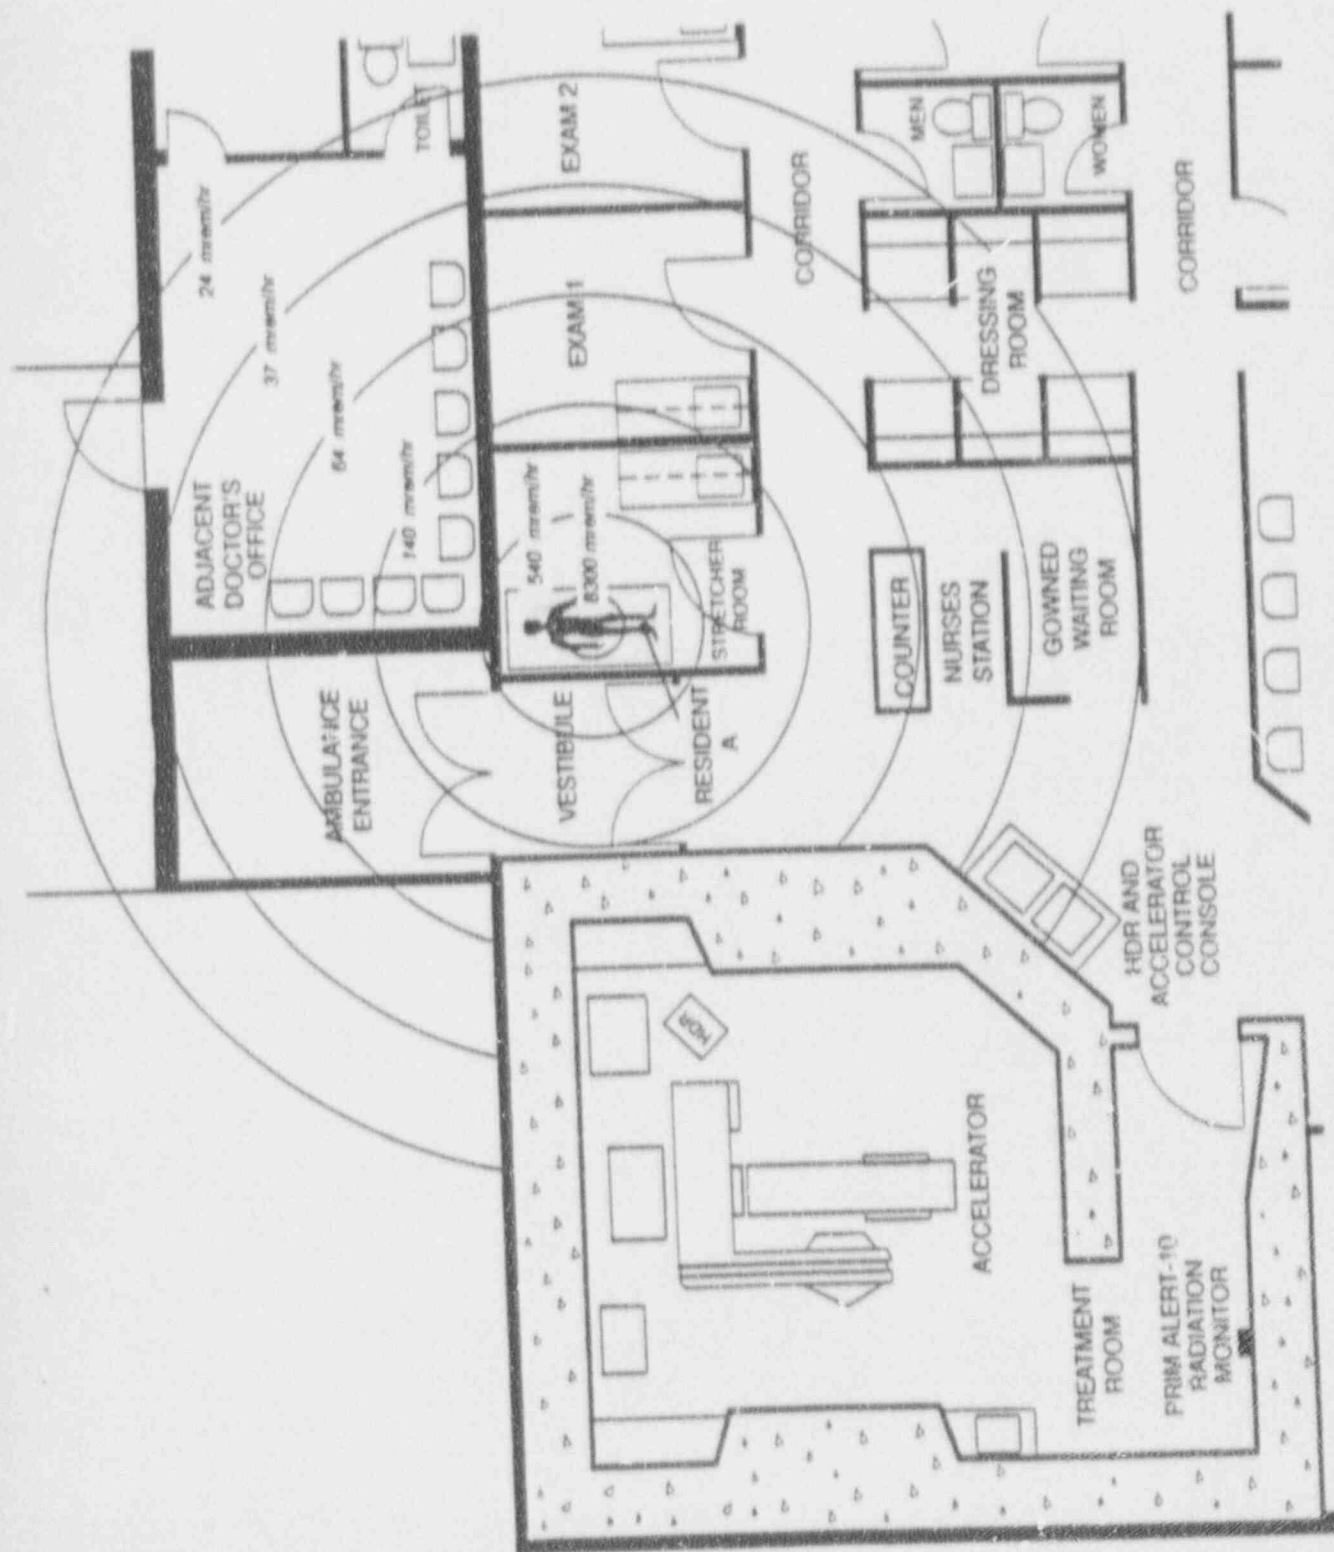 TOILET
EXAM 2
MEN
WOMEN
24 mrem/hr
CORRIDOR
CORRIDOR
37 mrem/hr
EXAM 1
DRESSING
ROOM
64 mrem/hr
140 mrem/hr
ADJACENT
DOCTOR'S
OFFICE
540 mrem/hr
8300 mrem/hr
STRETCHER
ROOM
COUNTER
NURSES
STATION
GOWNED
WAITING
ROOM
AMBULANCE
ENTRANCE
VESTIBULE
RESIDENT
A
HDR AND
ACCELERATOR
CONTROL
CONSOLE
HDR
ACCELERATOR
TREATMENT
ROOM
PRIM ALERT-10
RADIATION
MONITOR